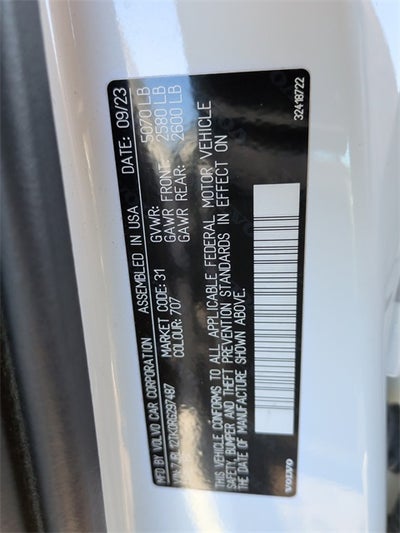 MFD BY VOLVO CAR CORPORATION ASSEMBLED IN USA DATE: 09/23
VIN: 7JRL12TK0RG297487 GVWR: 5070 LB
MARKET CODE: 31 GAWR FRONT: 2580 LB
COLOUR: 707 GAWR REAR: 2600 LB
THIS VEHICLE CONFORMS TO ALL APPLICABLE FEDERAL MOTOR VEHICLE
SAFETY, BUMPER AND THEFT PREVENTION STANDARDS IN EFFECT ON
THE DATE OF MANUFACTURE SHOWN ABOVE.
VOLVO 32418722